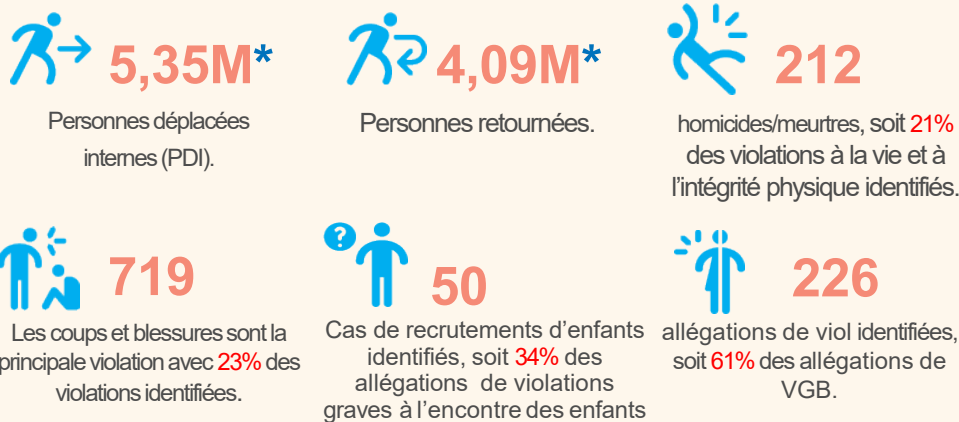 5,35M*
Personnes déplacées
internes (PDI).
4,09M*
Personnes retournées.
212
homicides/meurtres, soit 21%
des violations à la vie et à
l'intégrité physique identifiés.
719
Les coups et blessures sont la
principale violation avec 23% des
violations identifiées.
?
50
Cas de recrutements d'enfants
identifiés, soit 34% des
allégations de violations
graves à l'encontre des enfants
226
allégations de viol identifiées,
soit 61% des allégations de
VGB.